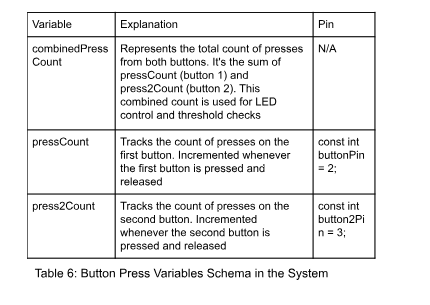 Variable Explanation Pin
combinedPress
Count
Represents the total count of presses
from both buttons. It's the sum of
pressCount (button 1) and
press2Count (button 2). This
combined count is used for LED
control and threshold checks
N/A
pressCount
Tracks the count of presses on the
first button. Incremented whenever
the first button is pressed and
released
const int
buttonPin
= 2;
press2Count
Tracks the count of presses on the
second button. Incremented
whenever the second button is
pressed and released
const int
button2Pi
n = 3;
Table 6: Button Press Variables Schema in the System